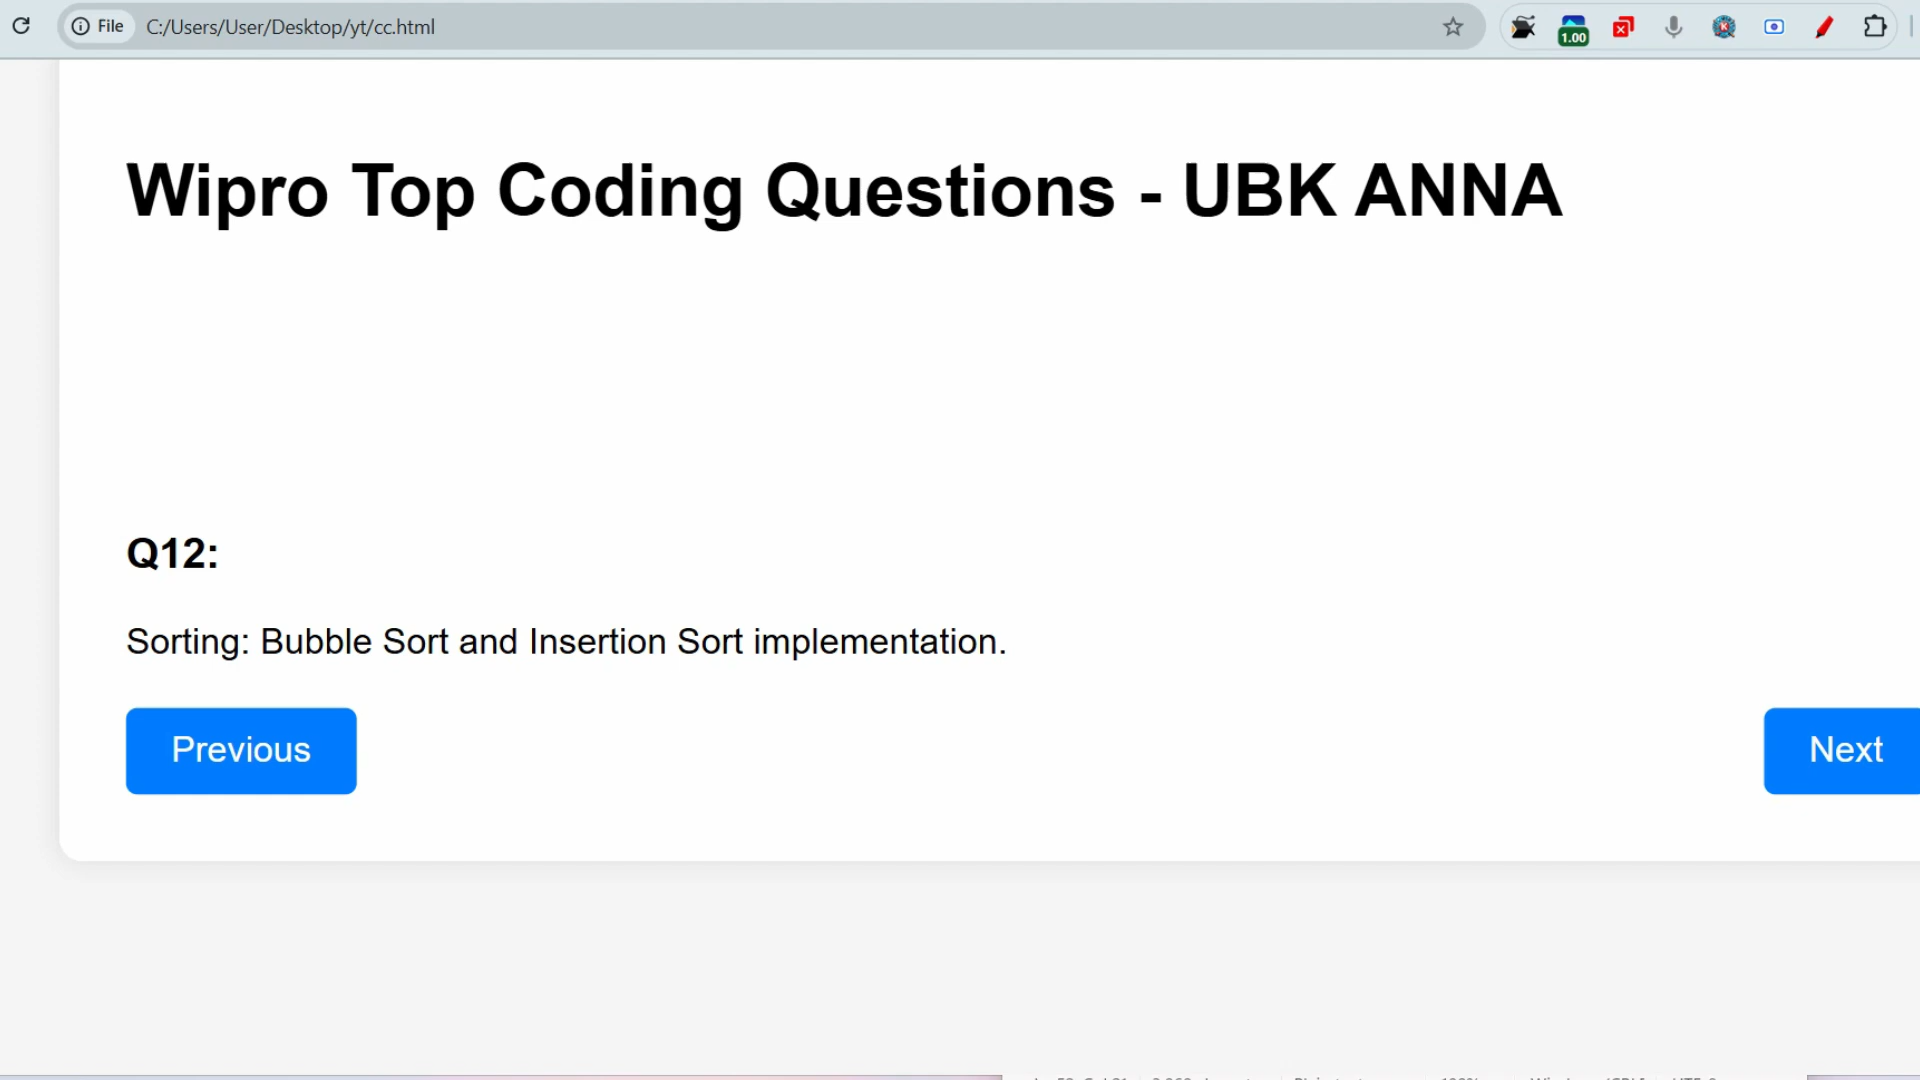 File C:/Users/User/Desktop/yt/cc.html
1.00
Wipro Top Coding Questions - UBK ANNA
Q12:
Sorting: Bubble Sort and Insertion Sort implementation.
Previous
Next